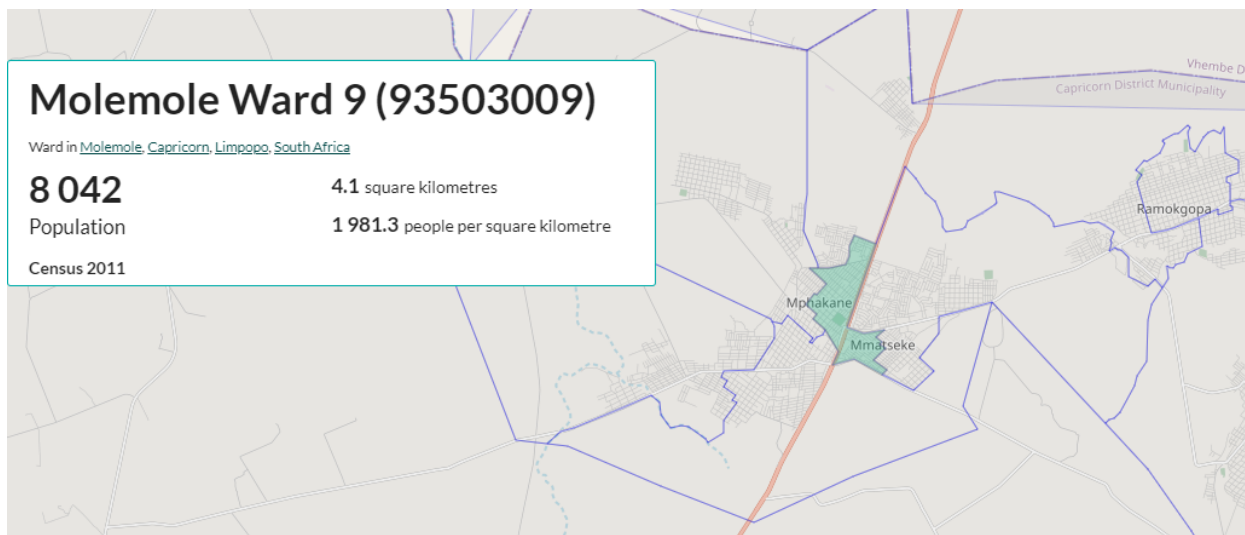 Molemole Ward 9 (93503009)
Ward in Molemole, Capricorn, Limpopo, South Africa
8 042
Population
4.1 square kilometres
1 981.3 people per square kilometre
Census 2011
Vhembe D
Capricorn District Municipality
Ramokgopa
Mphakane
Mmatseke